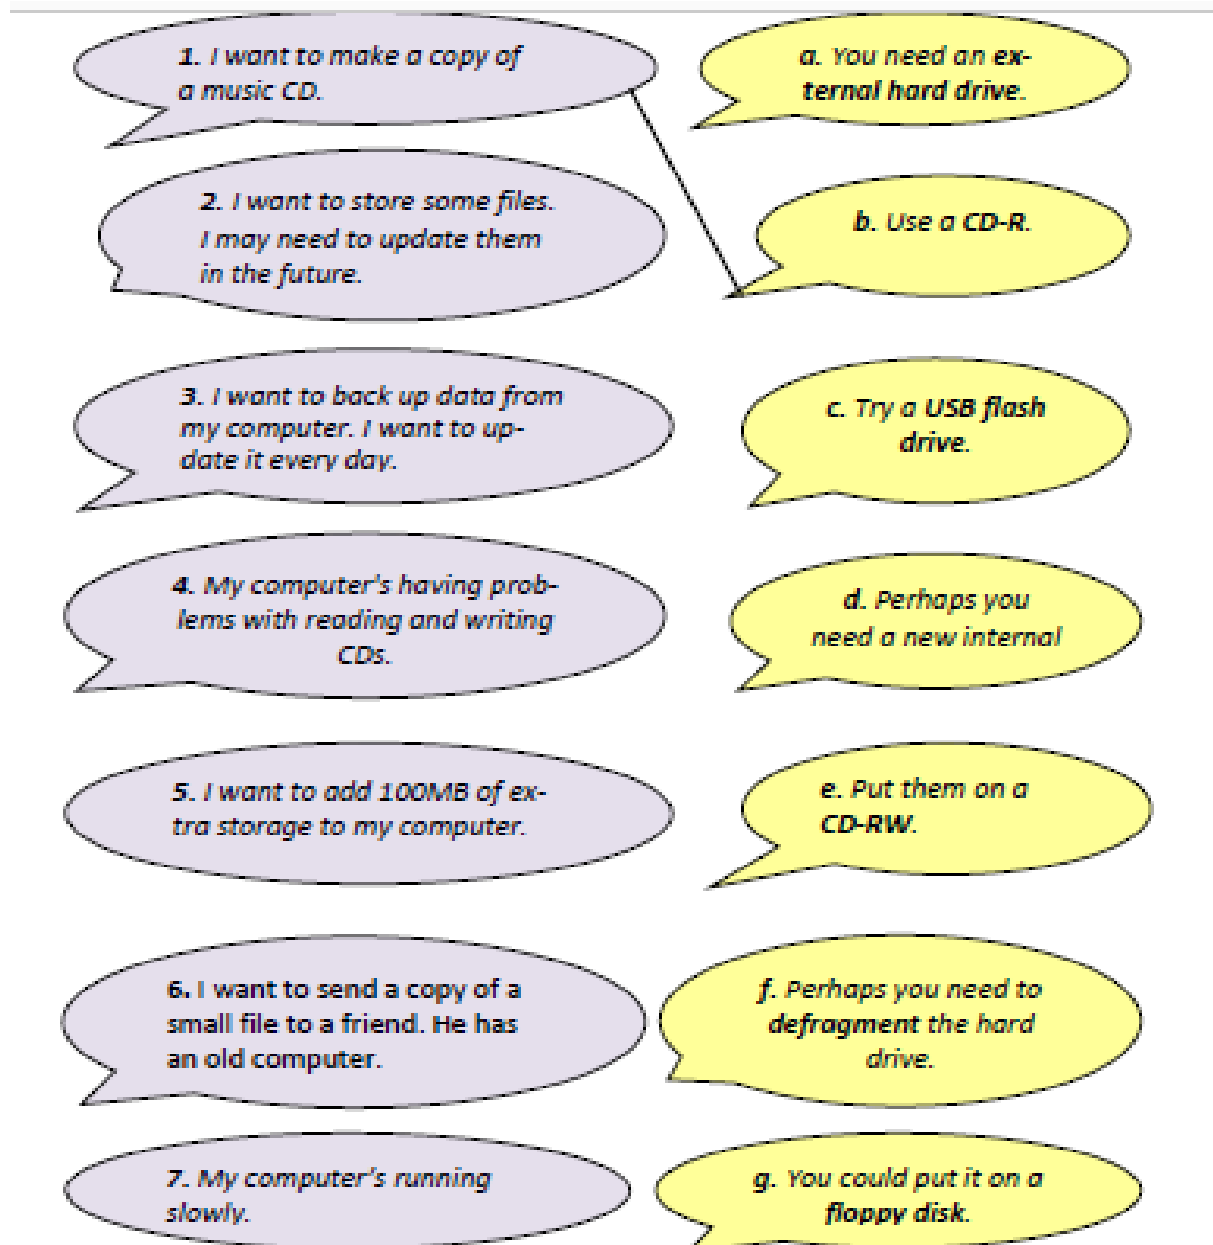 1. I want to make a copy of
a music CD.
a. You need an ex-
ternal hard drive.
2. I want to store some files.
I may need to update them
in the future.
b. Use a CD-R.
3. I want to back up data from
my computer. I want to up-
date it every day.
c. Try a USB flash
drive.
4. My computer's having prob-
lems with reading and writing
CDs.
d. Perhaps you
need a new internal
5. I want to add 100MB of ex-
tra storage to my computer.
e. Put them on a
CD-RW.
6. I want to send a copy of a
small file to a friend. He has
an old computer.
f. Perhaps you need to
defragment the hard
drive.
7. My computer's running
slowly.
g. You could put it on a
floppy disk.